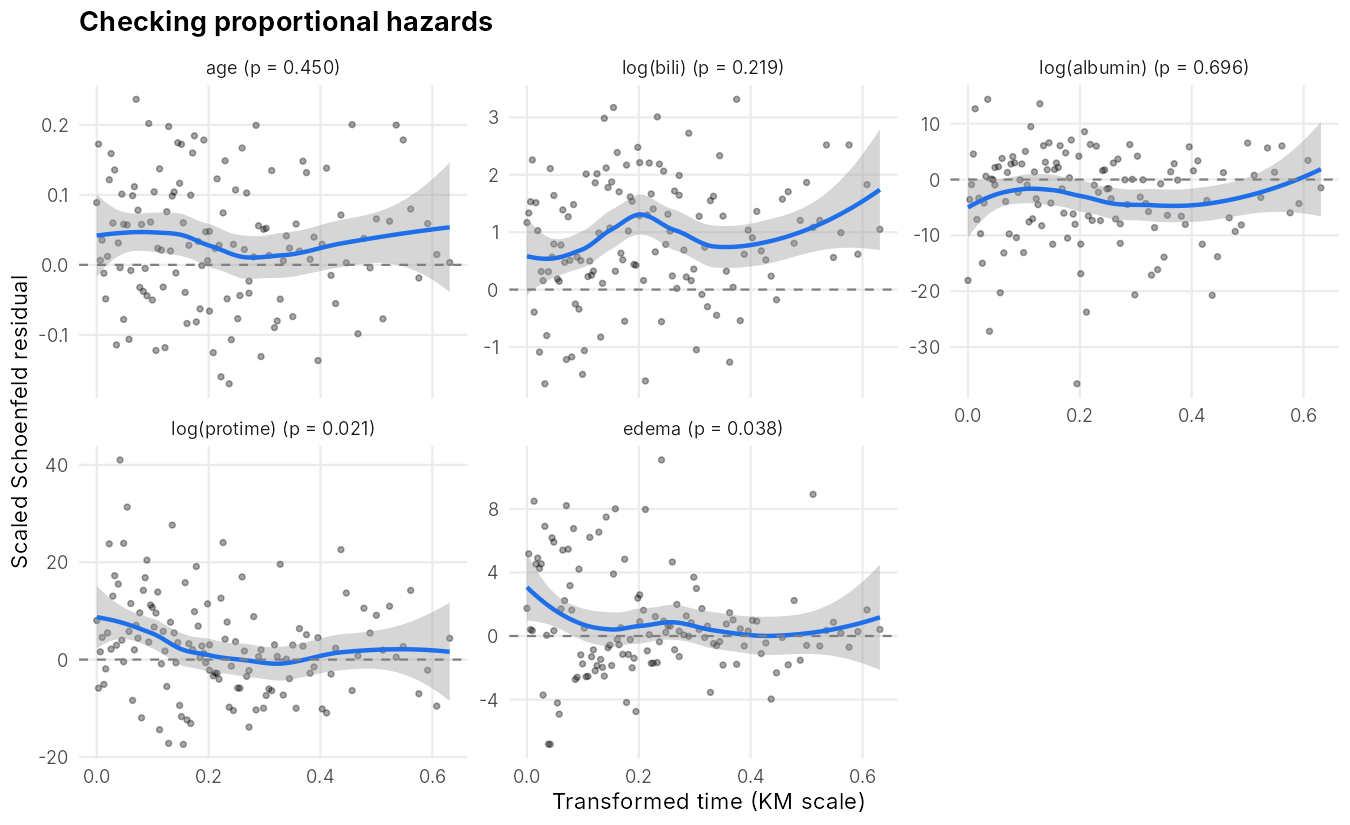 Checking proportional hazards
age (p = 0.450)
log(bili) (p = 0.219)
log(albumin) (p = 0.696)
0.2
0.1
0.0
-0.1
3
2
1
0
-1
10
0
-10
-20
-30
0.0 0.2 0.4 0.6
log(protime) (p = 0.021)
edema (p = 0.038)
40
20
0
-20
8
4
0
-4
0.0 0.2 0.4 0.6
0.0 0.2 0.4 0.6
Transformed time (KM scale)
Scaled Schoenfeld residual